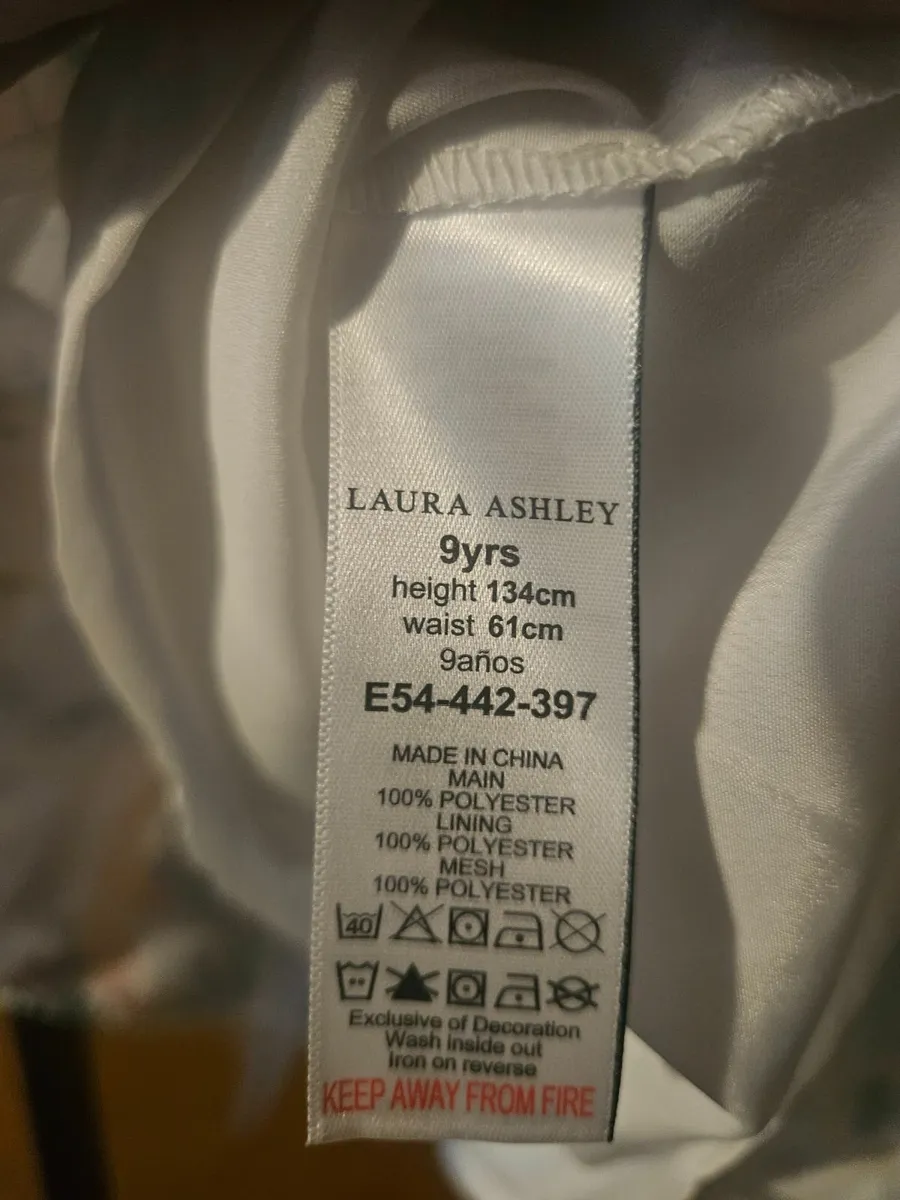 LAURA ASHLEY
9yrs
height 134cm
waist 61cm
9años
E54-442-397
MADE IN CHINA
MAIN
100% POLYESTER
LINING
100% POLYESTER
MESH
100% POLYESTER
40
Exclusive of Decoration
Wash inside out
Iron on reverse
KEEP AWAY FROM FIRE